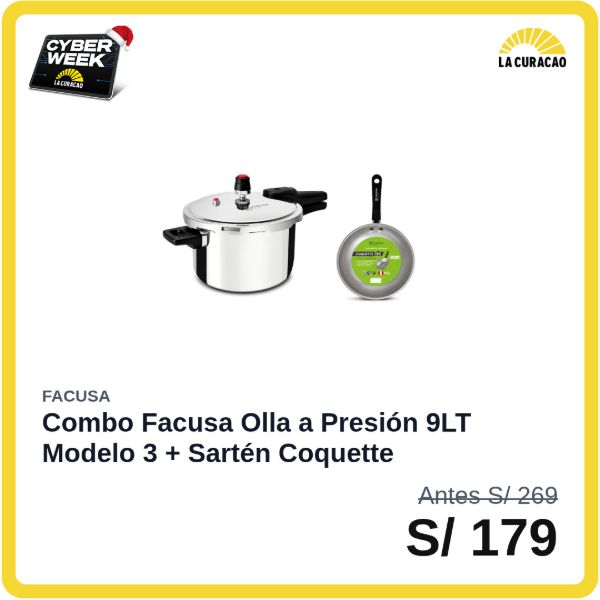 CYBER
WEEK
LA CURACAO
LA CURACAO
FACUSA
Combo Facusa Olla a Presión 9LT
Modelo 3 + Sartén Coquette
Antes S/ 269
S/ 179